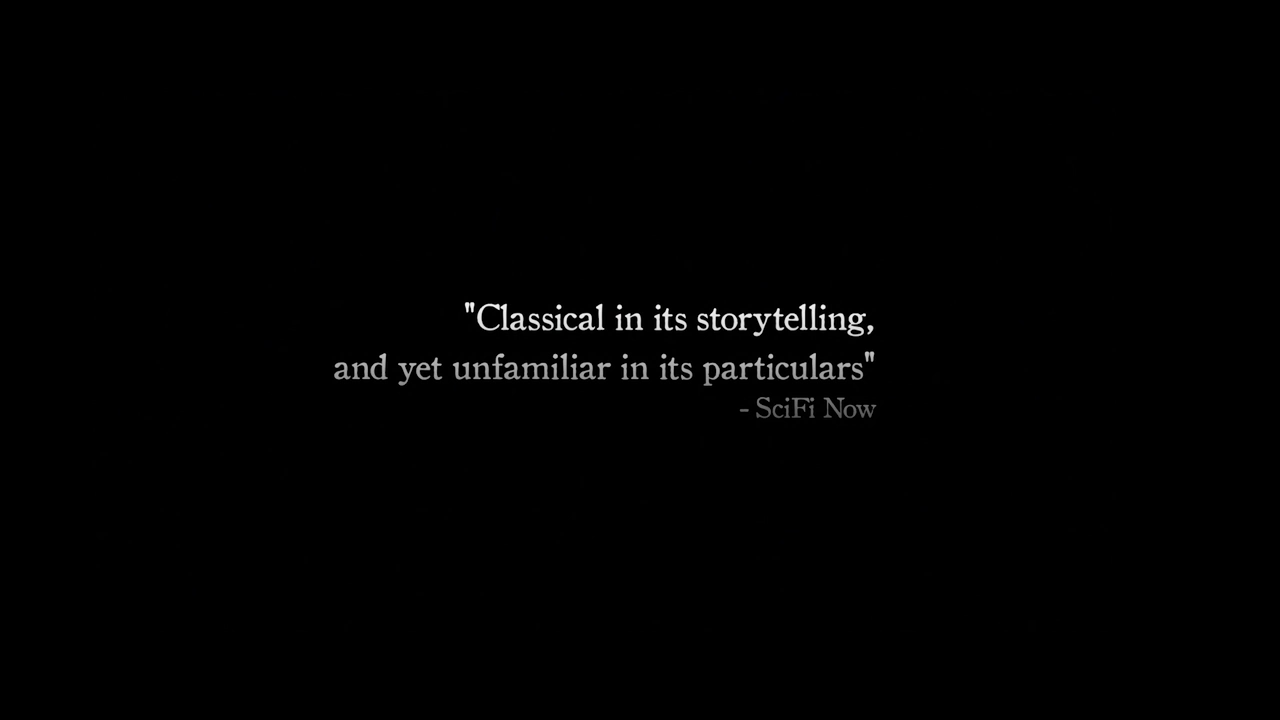 "Classical in its storytelling,
and yet unfamiliar in its particulars"
- SciFi Now